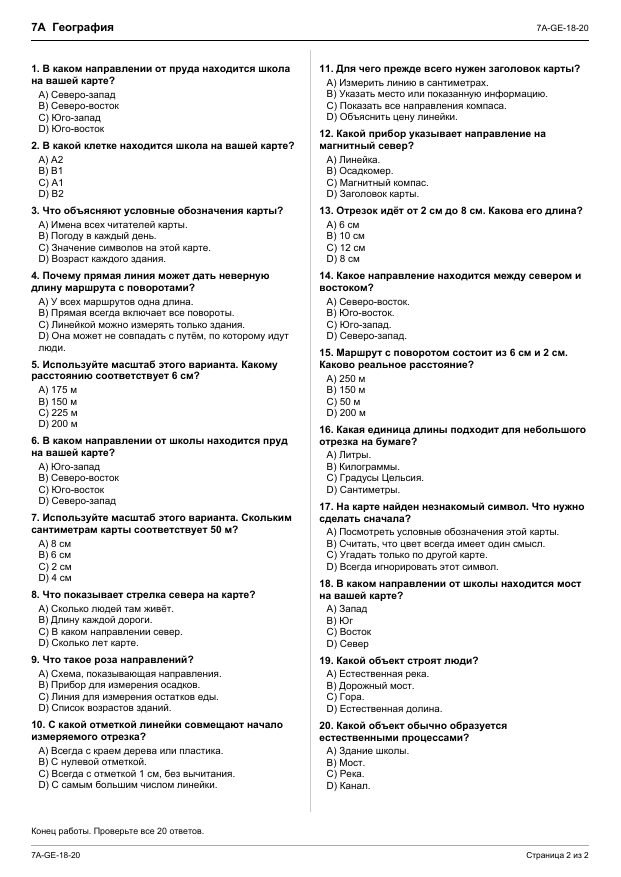 7A География
7A-GE-18-20
1. В каком направлении от пруда находится школа
на вашей карте?
A) Северо-запад
B) Северо-восток
C) Юго-запад
D) Юго-восток
2. В какой клетке находится школа на вашей карте?
A) A2
B) B1
C) A1
D) B2
3. Что объясняют условные обозначения карты?
A) Имена всех читателей карты.
B) Погоду в каждый день.
C) Значение символов на этой карте.
D) Возраст каждого здания.
4. Почему прямая линия может дать неверную
длину маршрута с поворотами?
A) У всех маршрутов одна длина.
B) Прямая всегда включает все повороты.
C) Линейкой можно измерять только здания.
D) Она может не совпадать с путём, по которому идут
люди.
5. Используйте масштаб этого варианта. Какому
расстоянию соответствует 6 см?
A) 175 м
B) 150 м
C) 225 м
D) 200 м
6. В каком направлении от школы находится пруд
на вашей карте?
A) Юго-запад
B) Северо-восток
C) Юго-восток
D) Северо-запад
7. Используйте масштаб этого варианта. Скольким
сантиметрам карты соответствует 50 м?
A) 8 см
B) 6 см
C) 2 см
D) 4 см
8. Что показывает стрелка севера на карте?
A) Сколько людей там живёт.
B) Длину каждой дороги.
C) В каком направлении север.
D) Сколько лет карте.
9. Что такое роза направлений?
A) Схема, показывающая направления.
B) Прибор для измерения осадков.
C) Линия для измерения остатков еды.
D) Список возрастов зданий.
10. С какой отметкой линейки совмещают начало
измеряемого отрезка?
A) Всегда с краем дерева или пластика.
B) С нулевой отметкой.
C) Всегда с отметкой 1 см, без вычитания.
D) С самым большим числом линейки.
11. Для чего прежде всего нужен заголовок карты?
A) Измерить линию в сантиметрах.
B) Указать место или показанную информацию.
C) Показать все направления компаса.
D) Объяснить цену линейки.
12. Какой прибор указывает направление на
магнитный север?
A) Линейка.
B) Осадкомер.
C) Магнитный компас.
D) Заголовок карты.
13. Отрезок идёт от 2 см до 8 см. Какова его длина?
A) 6 см
B) 10 см
C) 12 см
D) 8 см
14. Какое направление находится между севером и
востоком?
A) Северо-восток.
B) Юго-восток.
C) Юго-запад.
D) Северо-запад.
15. Маршрут с поворотом состоит из 6 см и 2 см.
Каково реальное расстояние?
A) 250 м
B) 150 м
C) 50 м
D) 200 м
16. Какая единица длины подходит для небольшого
отрезка на бумаге?
A) Литры.
B) Килограммы.
C) Градусы Цельсия.
D) Сантиметры.
17. На карте найден незнакомый символ. Что нужно
сделать сначала?
A) Посмотреть условные обозначения этой карты.
B) Считать, что цвет всегда имеет один смысл.
C) Угадать только по другой карте.
D) Всегда игнорировать этот символ.
18. В каком направлении от школы находится мост
на вашей карте?
A) Запад
B) Юг
C) Восток
D) Север
19. Какой объект строят люди?
A) Естественная река.
B) Дорожный мост.
C) Гора.
D) Естественная долина.
20. Какой объект обычно образуется
естественными процессами?
A) Здание школы.
B) Мост.
C) Река.
D) Канал.
Конец работы. Проверьте все 20 ответов.
7A-GE-18-20
Страница 2 из 2